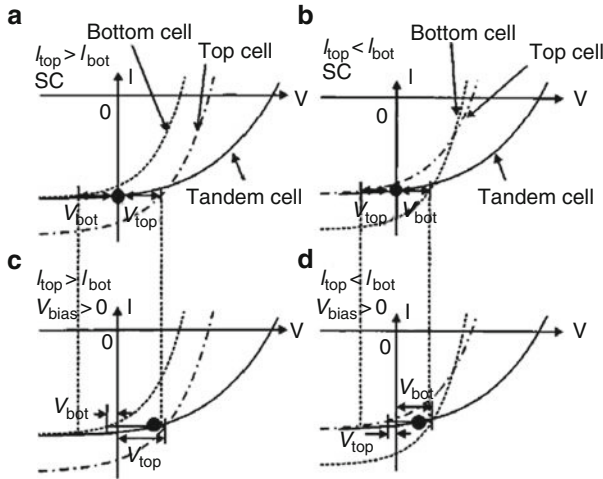 a
I_top > I_bot
SC
Bottom cell
Top cell
I
0
V
V_bot
V_top
Tandem cell
b
I_top < I_bot
SC
Bottom cell
Top cell
I
0
V
V_top
V_bot
Tandem cell
c
I_top > I_bot
V_bias > 0
I
0
V
V_bot
V_top
d
I_top < I_bot
V_bias > 0
I
0
V
V_bot
V_top